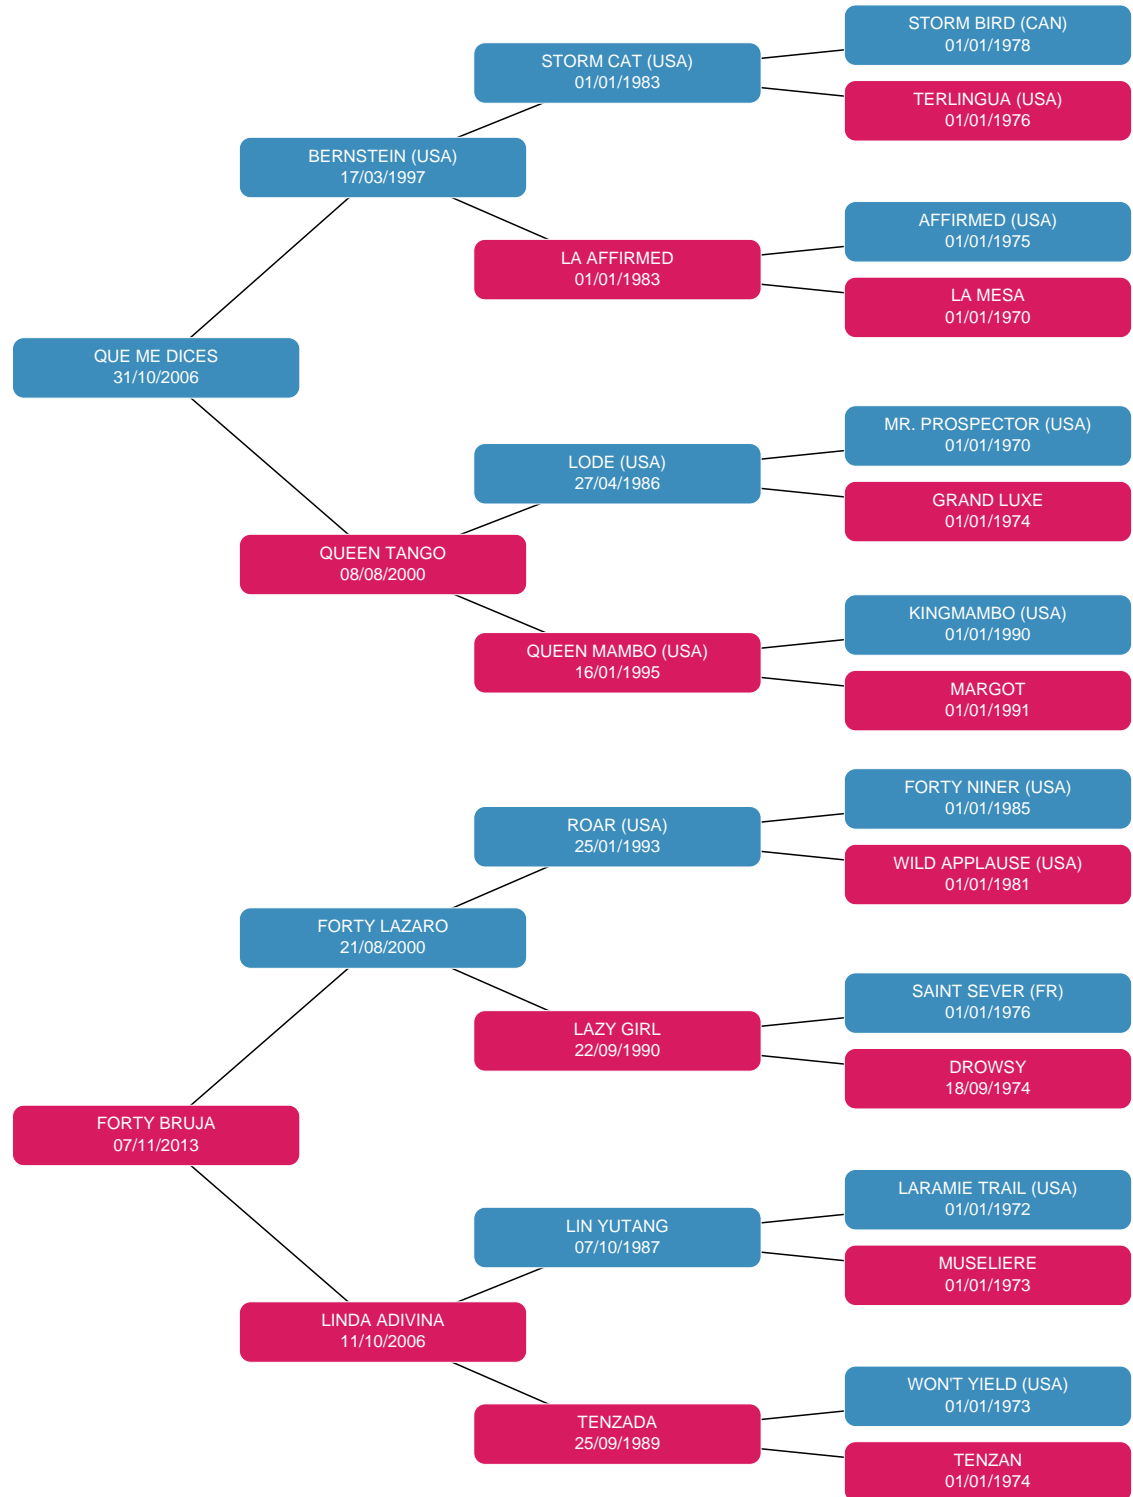 STORM BIRD (CAN)
01/01/1978
STORM CAT (USA)
01/01/1983
TERLINGUA (USA)
01/01/1976
BERNSTEIN (USA)
17/03/1997
AFFIRMED (USA)
01/01/1975
LA AFFIRMED
01/01/1983
LA MESA
01/01/1970
QUE ME DICES
31/10/2006
MR. PROSPECTOR (USA)
01/01/1970
LODE (USA)
27/04/1986
GRAND LUXE
01/01/1974
QUEEN TANGO
08/08/2000
KINGMAMBO (USA)
01/01/1990
QUEEN MAMBO (USA)
16/01/1995
MARGOT
01/01/1991
FORTY NINER (USA)
01/01/1985
ROAR (USA)
25/01/1993
WILD APPLAUSE (USA)
01/01/1981
FORTY LAZARO
21/08/2000
SAINT SEVER (FR)
01/01/1976
LAZY GIRL
22/09/1990
DROWSY
18/09/1974
FORTY BRUJA
07/11/2013
LARAMIE TRAIL (USA)
01/01/1972
LIN YUTANG
07/10/1987
MUSELIERE
01/01/1973
LINDA ADIVINA
11/10/2006
WON'T YIELD (USA)
01/01/1973
TENZADA
25/09/1989
TENZAN
01/01/1974